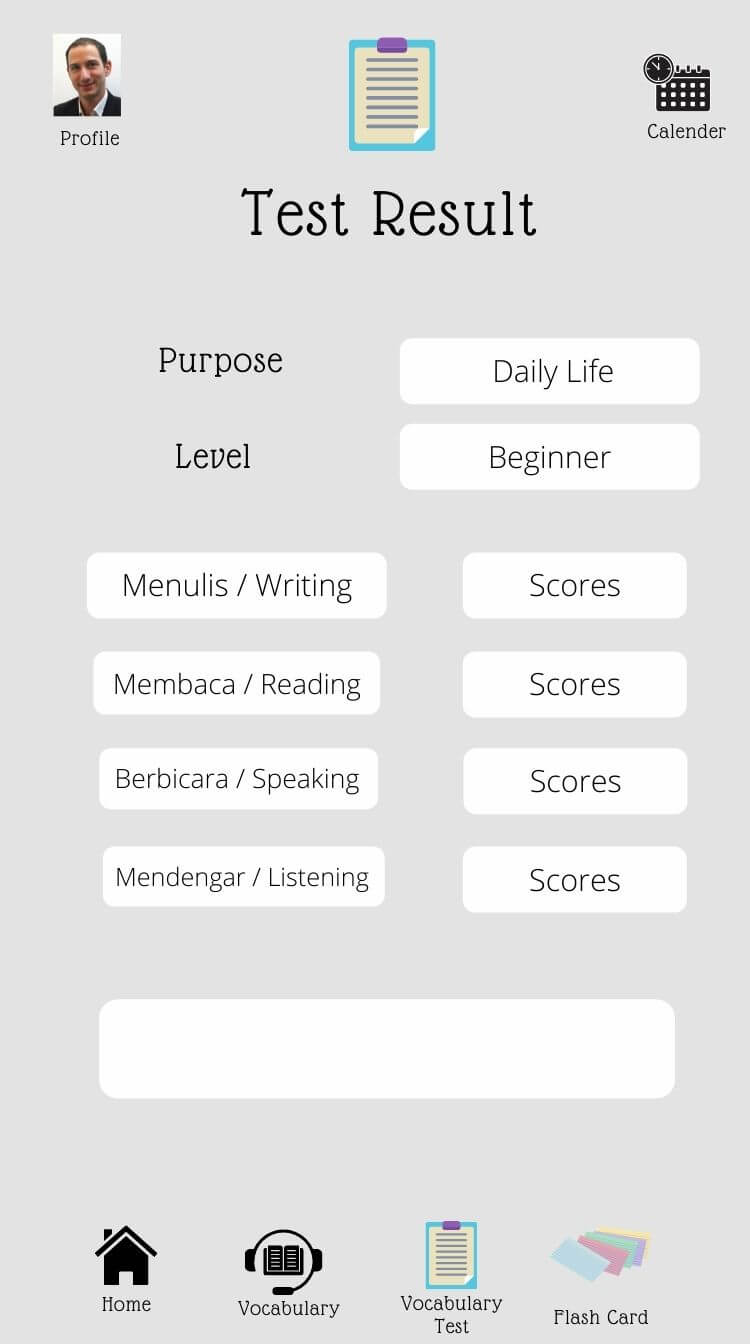 Profile
Calender
Test Result
Purpose
Daily Life
Level
Beginner
Menulis / Writing
Scores
Membaca / Reading
Scores
Berbicara / Speaking
Scores
Mendengar / Listening
Scores
Home
Vocabulary
Vocabulary
Test
Flash Card